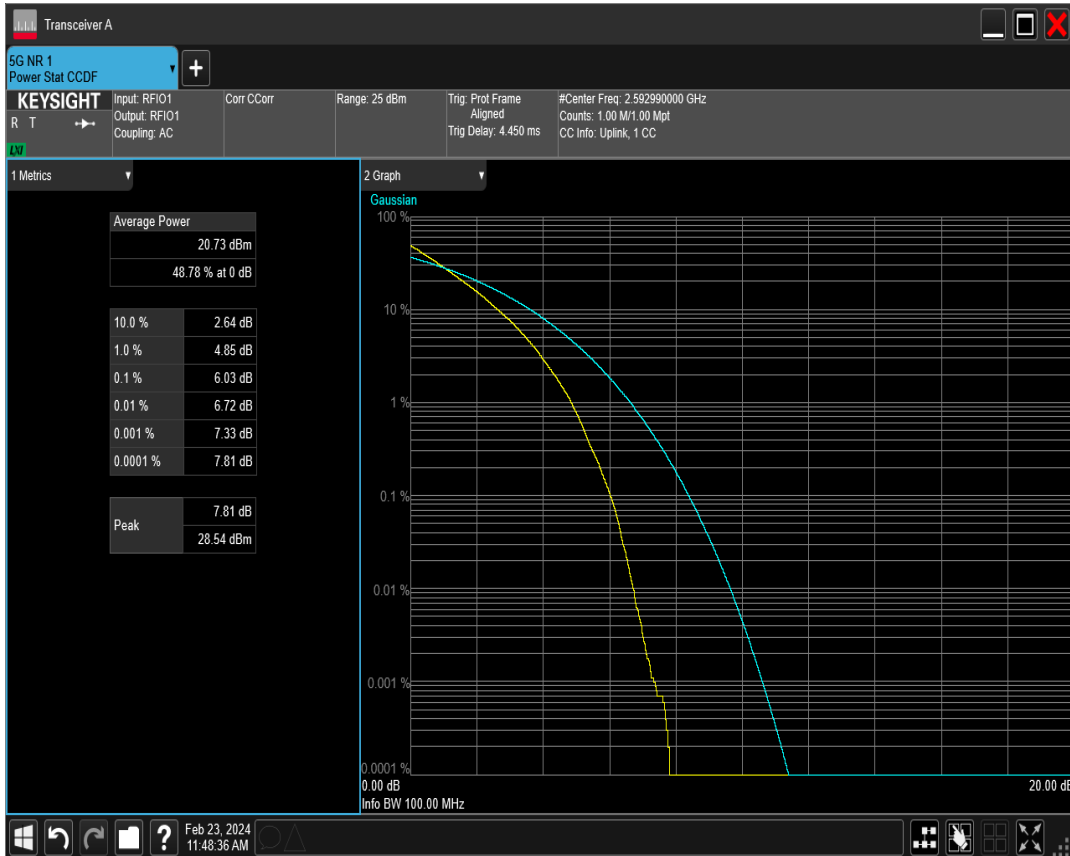 Transceiver A
5G NR 1
Power Stat CCDF
KEYSIGHT
R T
LXI
Input: RFIO1
Output: RFIO1
Coupling: AC
Corr CCorr
Range: 25 dBm
Trig: Prot Frame
Aligned
Trig Delay: 4.450 ms
#Center Freq: 2.592990000 GHz
Counts: 1.00 M/1.00 Mpt
CC Info: Uplink, 1 CC
1 Metrics
Average Power
20.73 dBm
48.78 % at 0 dB
10.0 % 2.64 dB
1.0 % 4.85 dB
0.1 % 6.03 dB
0.01 % 6.72 dB
0.001 % 7.33 dB
0.0001 % 7.81 dB
Peak 7.81 dB
28.54 dBm
2 Graph
Gaussian
100 %
10 %
1 %
0.1 %
0.01 %
0.001 %
0.0001 %
0.00 dB 20.00 dB
Info BW 100.00 MHz
?
Feb 23, 2024
11:48:36 AM